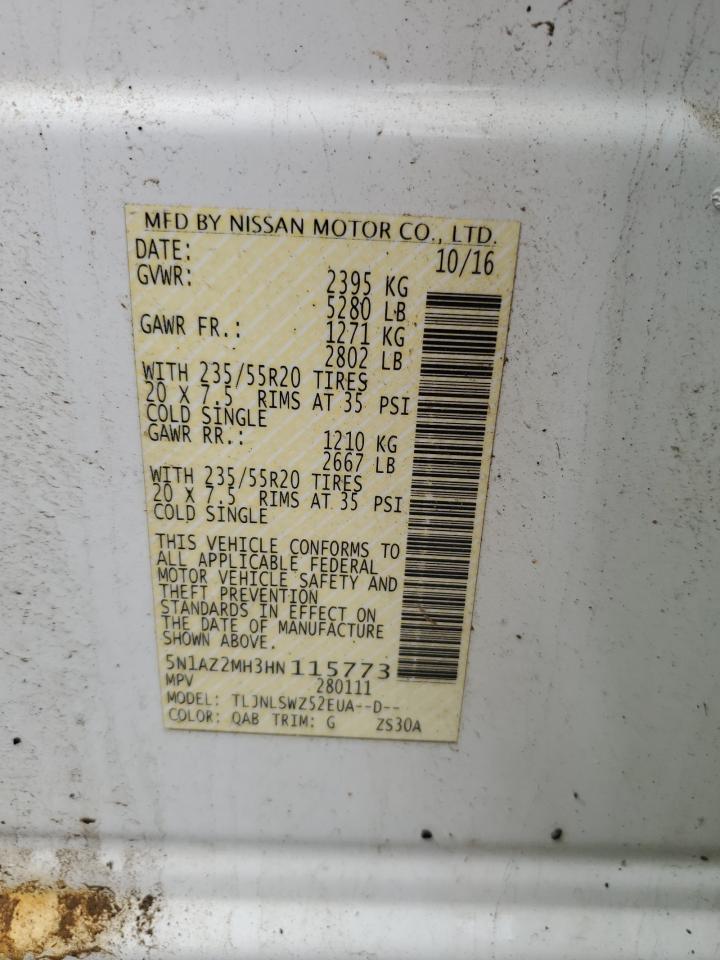 MFD BY NISSAN MOTOR CO., LTD.
DATE: 10/16
GVWR: 2395 KG
5280 LB
GAWR FR.: 1271 KG
2802 LB
WITH 235/55R20 TIRES
20 X 7.5 RIMS AT 35 PSI
COLD SINGLE
GAWR RR.: 1210 KG
2667 LB
WITH 235/55R20 TIRES
20 X 7.5 RIMS AT 35 PSI
COLD SINGLE
THIS VEHICLE CONFORMS TO
ALL APPLICABLE FEDERAL
MOTOR VEHICLE SAFETY AND
THEFT PREVENTION
STANDARDS IN EFFECT ON
THE DATE OF MANUFACTURE
SHOWN ABOVE.
5N1AZ2MH3HN115773
MPV 280111
MODEL: TLJNLSWZ52EUA--D--
COLOR: QAB TRIM: G ZS30A